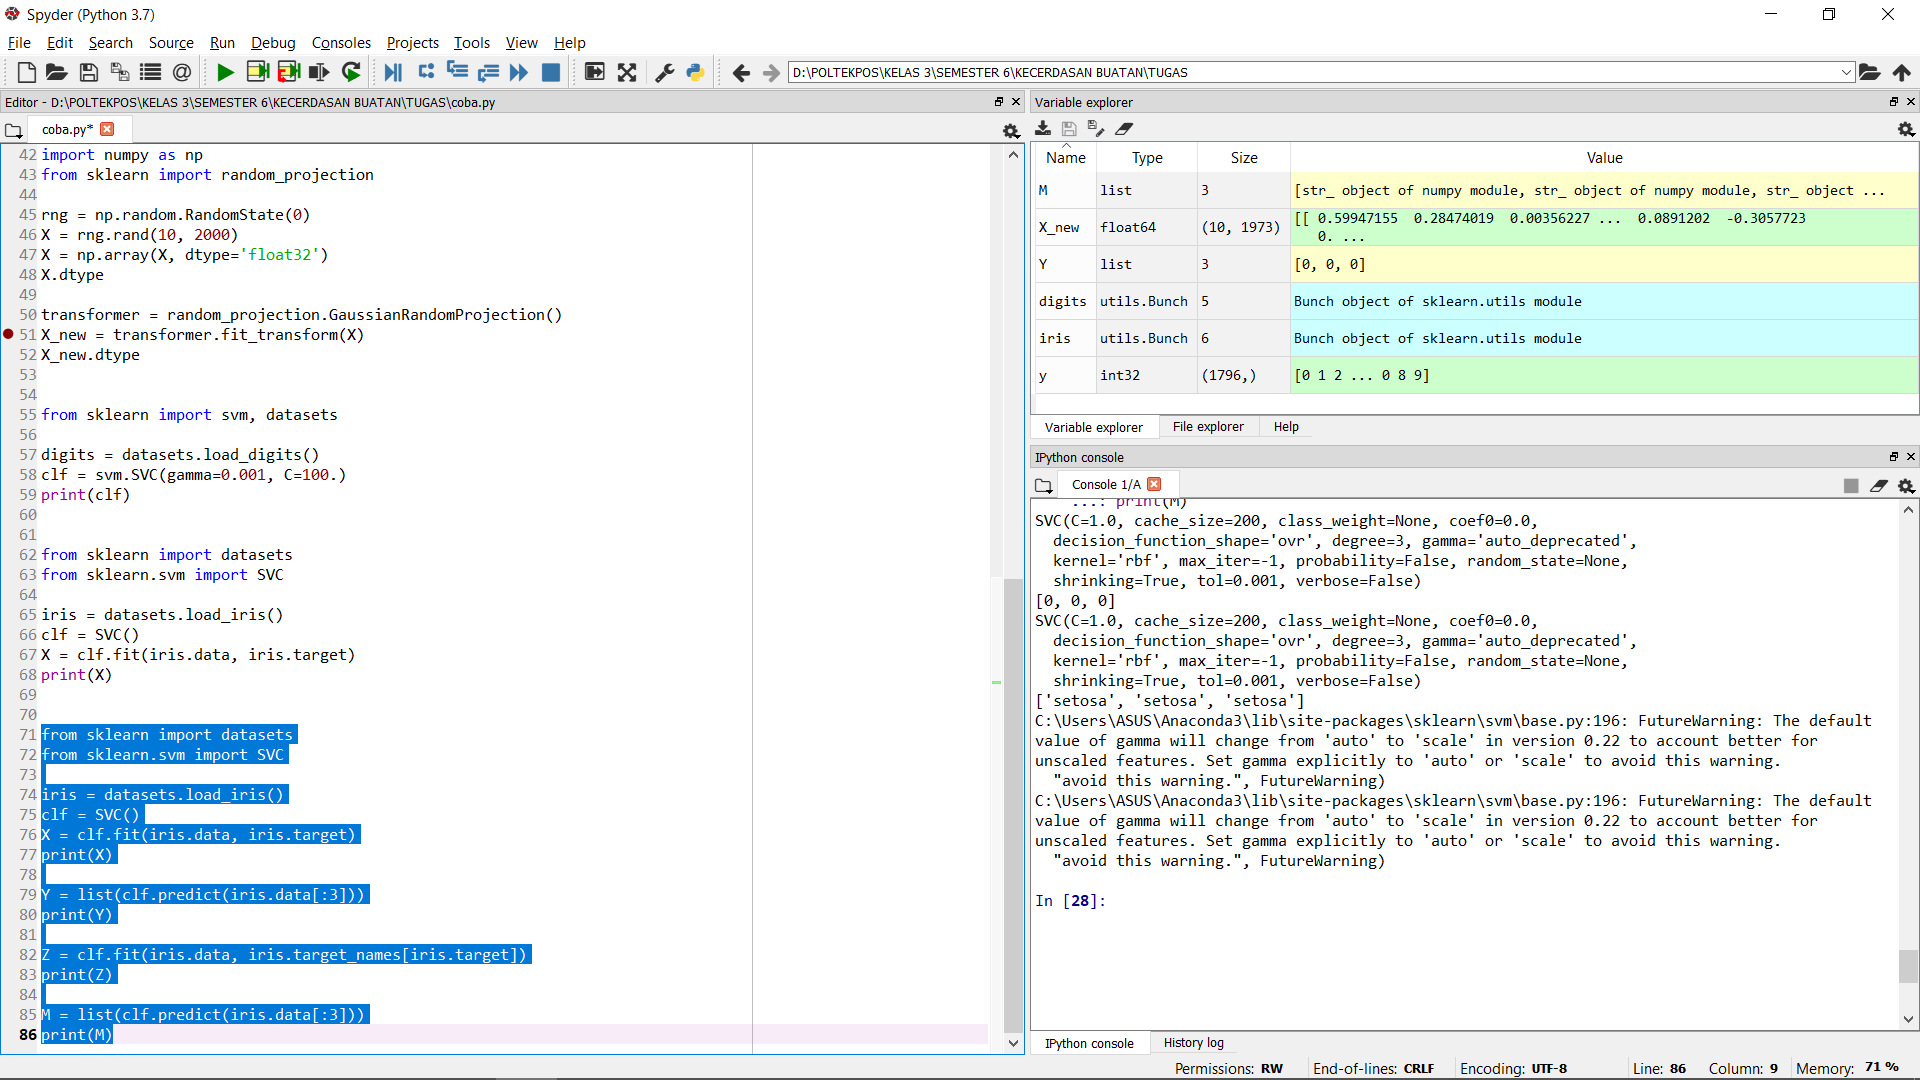 Spyder (Python 3.7)
File Edit Search Source Run Debug Consoles Projects Tools View Help
D:\POLTEKPOS\KELAS 3\SEMESTER 6\KECERDASAN BUATAN\TUGAS
Editor - D:\POLTEKPOS\KELAS 3\SEMESTER 6\KECERDASAN BUATAN\TUGAS\coba.py
coba.py*
42 import numpy as np
43 from sklearn import random_projection
44
45 rng = np.random.RandomState(0)
46 X = rng.rand(10, 2000)
47 X = np.array(X, dtype='float32')
48 X.dtype
49
50 transformer = random_projection.GaussianRandomProjection()
51 X_new = transformer.fit_transform(X)
52 X_new.dtype
53
54
55 from sklearn import svm, datasets
56
57 digits = datasets.load_digits()
58 clf = svm.SVC(gamma=0.001, C=100.)
59 print(clf)
60
61
62 from sklearn import datasets
63 from sklearn.svm import SVC
64
65 iris = datasets.load_iris()
66 clf = SVC()
67 X = clf.fit(iris.data, iris.target)
68 print(X)
69
70
71 from sklearn import datasets
72 from sklearn.svm import SVC
73
74 iris = datasets.load_iris()
75 clf = SVC()
76 X = clf.fit(iris.data, iris.target)
77 print(X)
78
79 Y = list(clf.predict(iris.data[:3]))
80 print(Y)
81
82 Z = clf.fit(iris.data, iris.target_names[iris.target])
83 print(Z)
84
85 M = list(clf.predict(iris.data[:3]))
86 print(M)
Variable explorer
Name Type Size Value
M list 3 [str_ object of numpy module, str_ object of numpy module, str_ object ...
X_new float64 (10, 1973) [[ 0.59947155 0.28474019 0.00356227 ... 0.0891202 -0.3057723
0. ...
Y list 3 [0, 0, 0]
digits utils.Bunch 5 Bunch object of sklearn.utils module
iris utils.Bunch 6 Bunch object of sklearn.utils module
y int32 (1796,) [0 1 2 ... 0 8 9]
Variable explorer File explorer Help
IPython console
Console 1/A
...: print(M)
SVC(C=1.0, cache_size=200, class_weight=None, coef0=0.0,
decision_function_shape='ovr', degree=3, gamma='auto_deprecated',
kernel='rbf', max_iter=-1, probability=False, random_state=None,
shrinking=True, tol=0.001, verbose=False)
[0, 0, 0]
SVC(C=1.0, cache_size=200, class_weight=None, coef0=0.0,
decision_function_shape='ovr', degree=3, gamma='auto_deprecated',
kernel='rbf', max_iter=-1, probability=False, random_state=None,
shrinking=True, tol=0.001, verbose=False)
['setosa', 'setosa', 'setosa']
C:\Users\ASUS\Anaconda3\lib\site-packages\sklearn\svm\base.py:196: FutureWarning: The default
value of gamma will change from 'auto' to 'scale' in version 0.22 to account better for
unscaled features. Set gamma explicitly to 'auto' or 'scale' to avoid this warning.
"avoid this warning.", FutureWarning)
C:\Users\ASUS\Anaconda3\lib\site-packages\sklearn\svm\base.py:196: FutureWarning: The default
value of gamma will change from 'auto' to 'scale' in version 0.22 to account better for
unscaled features. Set gamma explicitly to 'auto' or 'scale' to avoid this warning.
"avoid this warning.", FutureWarning)
In [28]:
IPython console History log
Permissions: RW End-of-lines: CRLF Encoding: UTF-8 Line: 86 Column: 9 Memory: 71 %